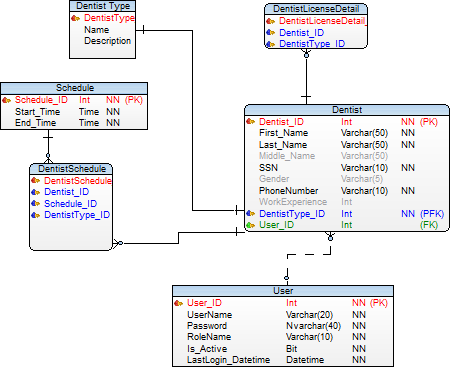 Dentist Type
DentistType
Name
Description
DentistLicenseDetail
DentistLicenseDetail
Dentist_ID
DentistType_ID
Schedule
Schedule_ID Int NN (PK)
Start_Time Time NN
End_Time Time NN
DentistSchedule
DentistSchedule
Dentist_ID
Schedule_ID
DentistType_ID
Dentist
Dentist_ID Int NN (PK)
First_Name Varchar(50) NN
Last_Name Varchar(50) NN
Middle_Name Varchar(50)
SSN Varchar(10) NN
Gender Varchar(5)
PhoneNumber Varchar(10) NN
WorkExperience Int
DentistType_ID Int NN (PFK)
User_ID Int (FK)
User
User_ID Int NN (PK)
UserName Varchar(20) NN
Password Nvarchar(40) NN
RoleName Varchar(10) NN
Is_Active Bit NN
LastLogin_Datetime Datetime NN